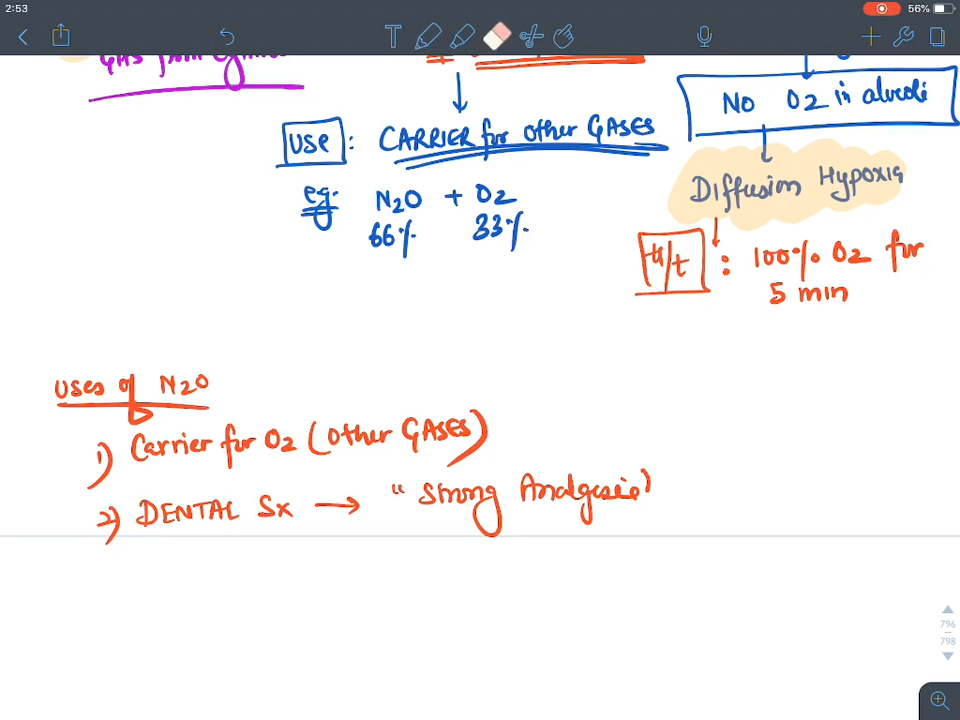 2:53
56%
GAS from
NO O2 in alveoli
USE : CARRIER for other GASES
Diffusion Hypoxia
eg: N2O + O2
66% 33%
H/t : 100% O2 for
5 min
Uses of N2O
1) Carrier for O2 (Other GASES)
2) DENTAL Sx → "Strong Analgesic)
796
798